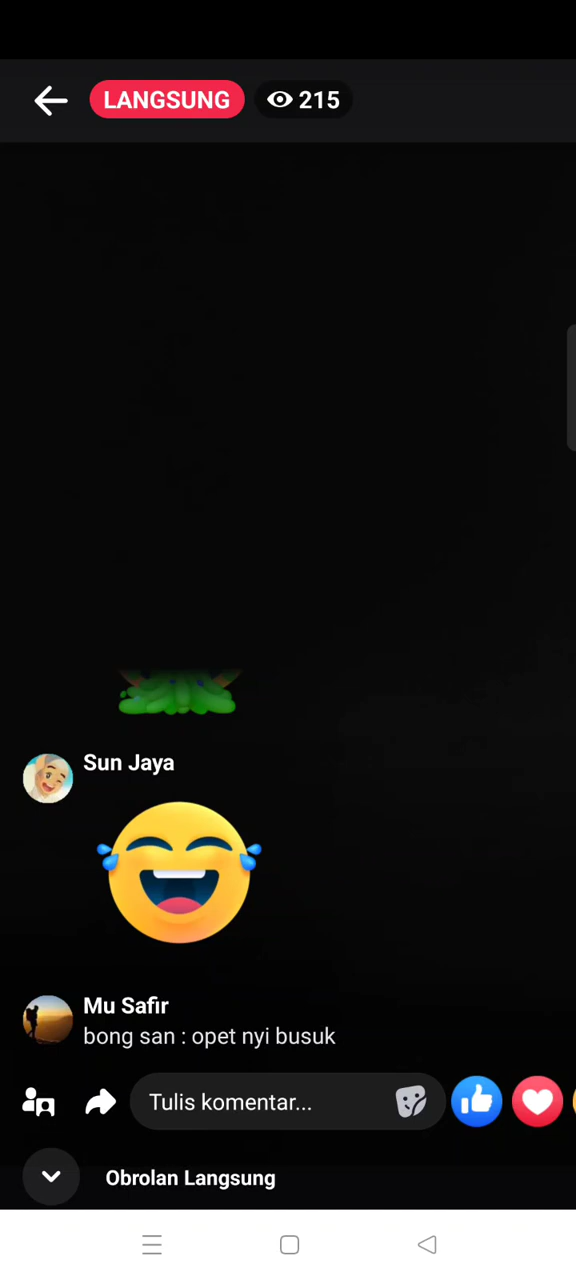 LANGSUNG 215
Sun Jaya
Mu Safir
bong san : opet nyi busuk
Tulis komentar...
Obrolan Langsung